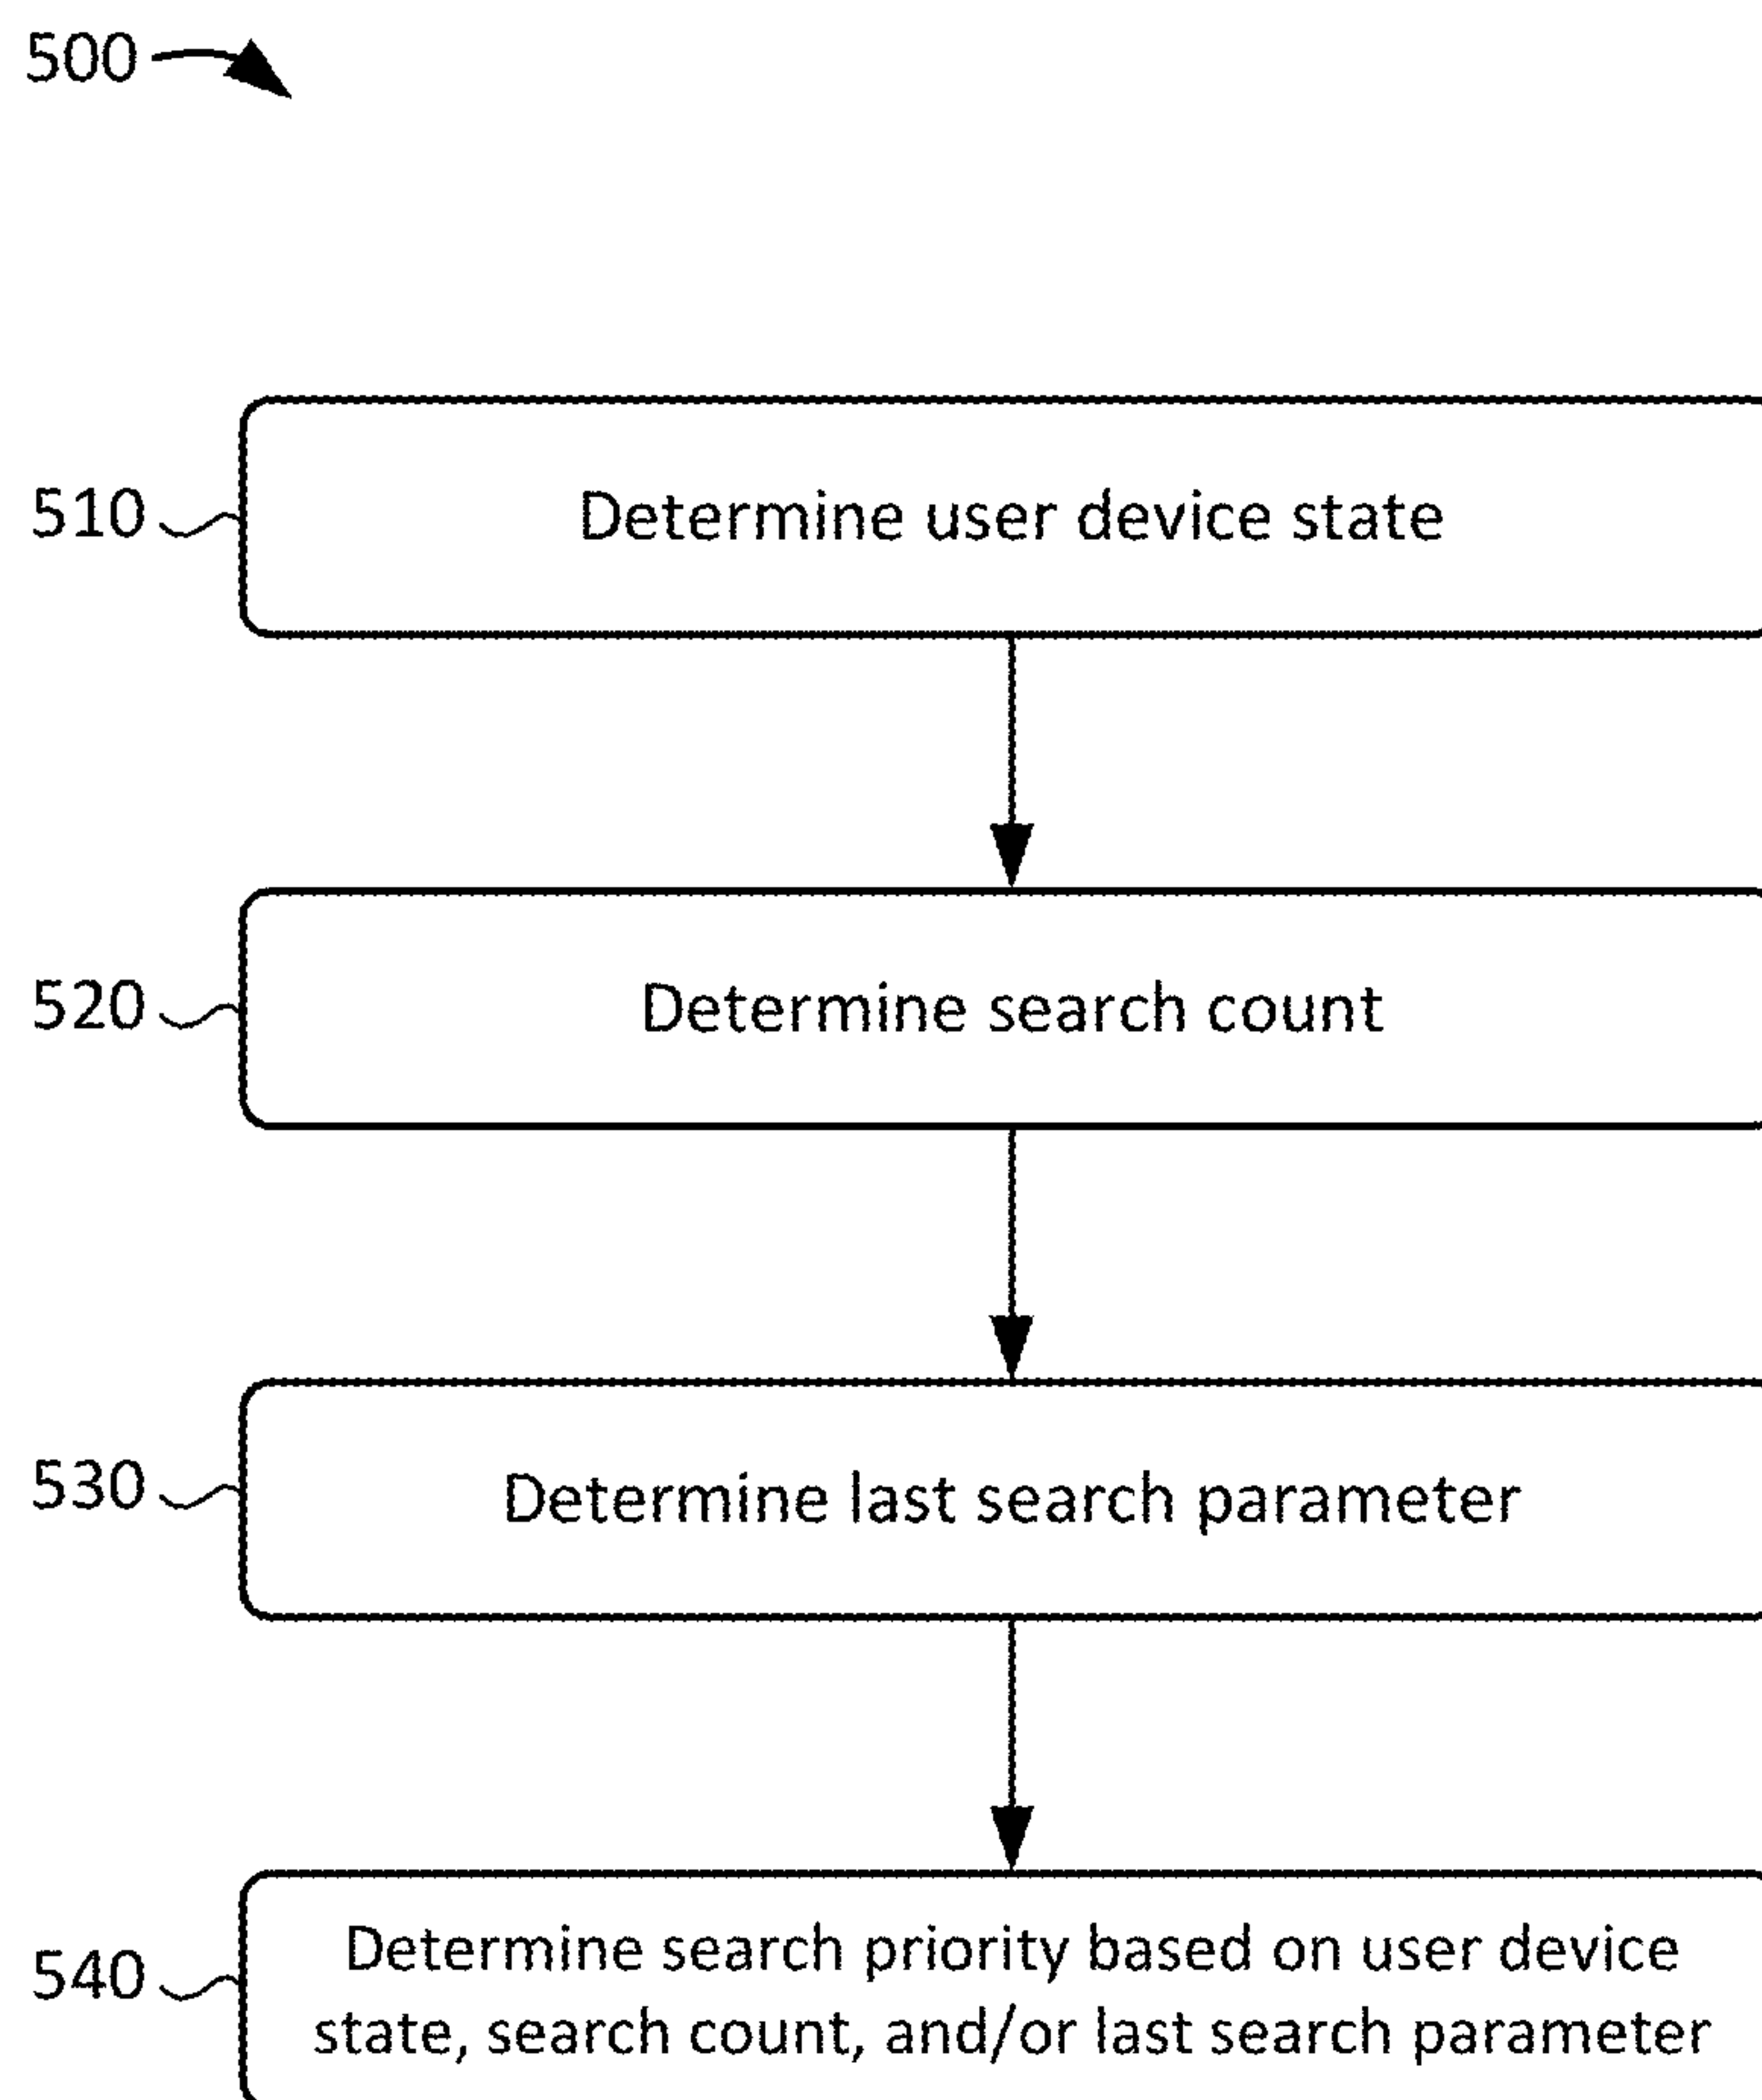 500
510
Determine user device state
520
Determine search count
530
Determine last search parameter
540
Determine search priority based on user device
state, search count, and/or last search parameter